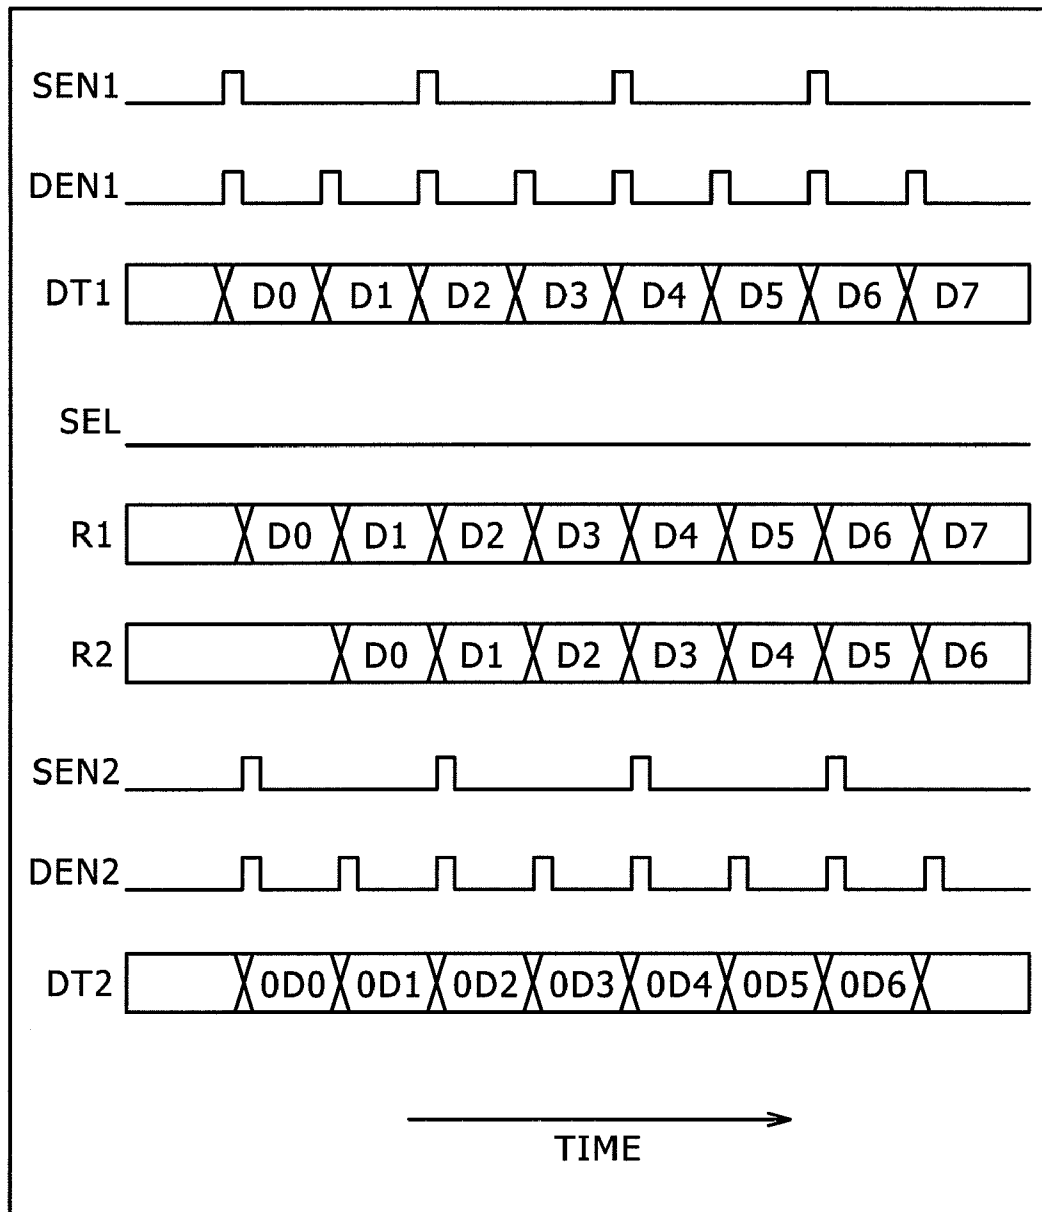 SEN1
DEN1
DT1 D0 D1 D2 D3 D4 D5 D6 D7
SEL
R1 D0 D1 D2 D3 D4 D5 D6 D7
R2 D0 D1 D2 D3 D4 D5 D6
SEN2
DEN2
DT2 0D0 0D1 0D2 0D3 0D4 0D5 0D6
TIME